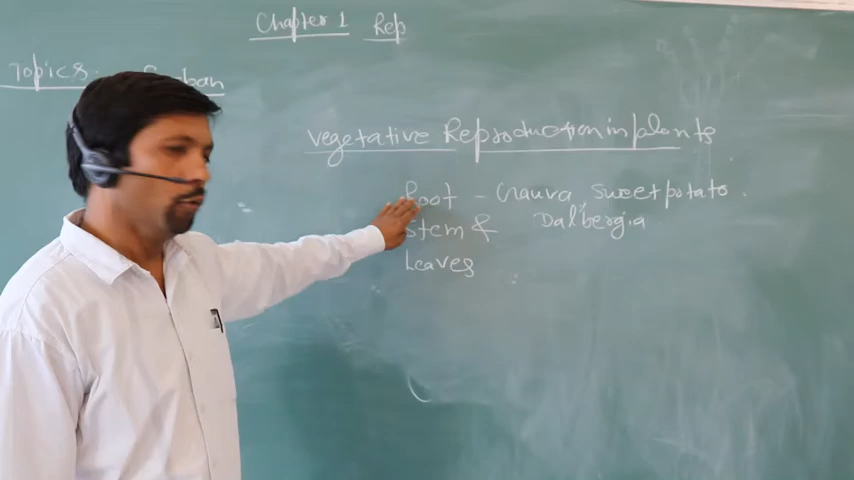 Chapter 1 Rep
Topics:
Vegetative Reproduction in plants
Root - Guava, Sweet potato.
Stem & Dalbergia
Leaves